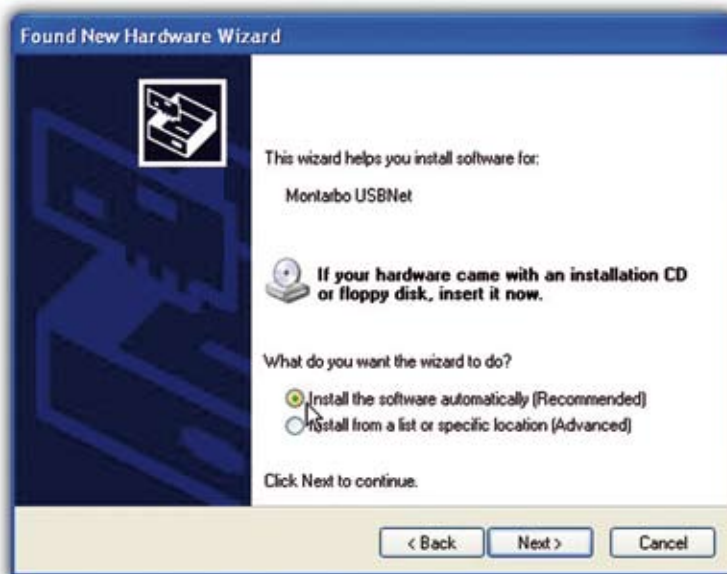 Found New Hardware Wizard
This wizard helps you install software for:
Montarbo USBNet
If your hardware came with an installation CD
or floppy disk, insert it now.
What do you want the wizard to do?
Install the software automatically (Recommended)
Install from a list or specific location (Advanced)
Click Next to continue.
< Back Next > Cancel